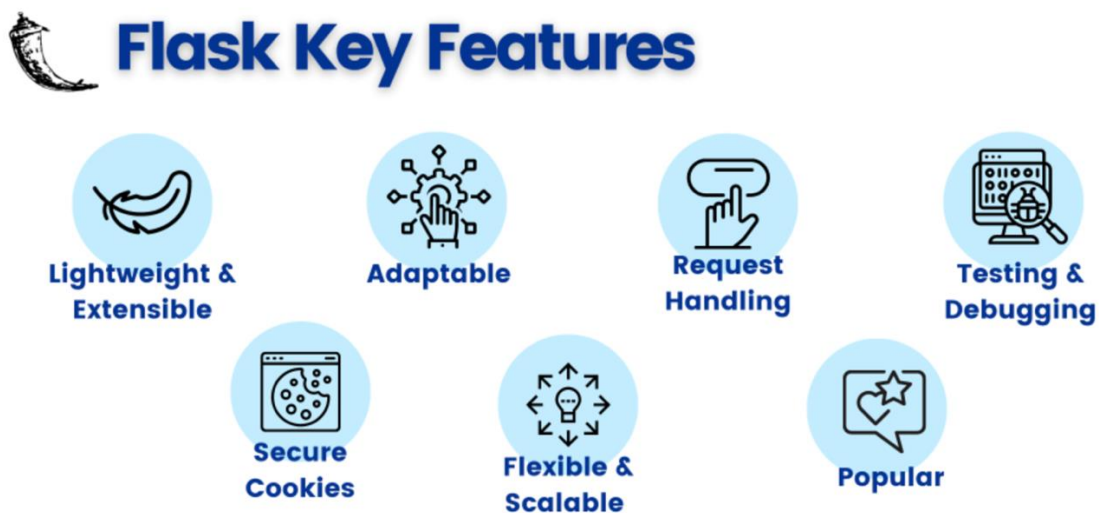 Flask Key Features
Lightweight &
Extensible
Adaptable
Request
Handling
Testing &
Debugging
Secure
Cookies
Flexible &
Scalable
Popular